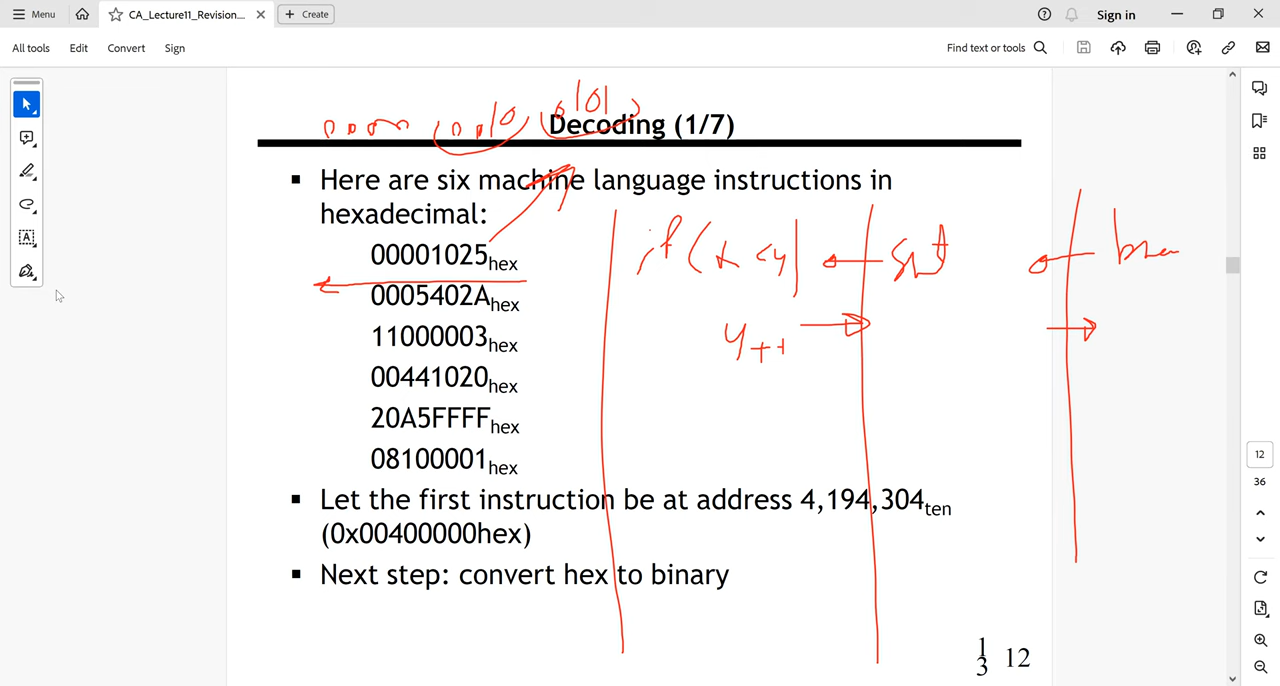 Menu CA_Lecture11_Revision... Create Sign in
All tools Edit Convert Sign Find text or tools
0000 0010 0101
Decoding (1/7)
▪ Here are six machine language instructions in
hexadecimal:
00001025hex
0005402Ahex
11000003hex
00441020hex
20A5FFFFhex
08100001hex
if (x < y)
y++
▪ Let the first instruction be at address 4,194,304ten
(0x00400000hex)
▪ Next step: convert hex to binary
1
3 12
12
36